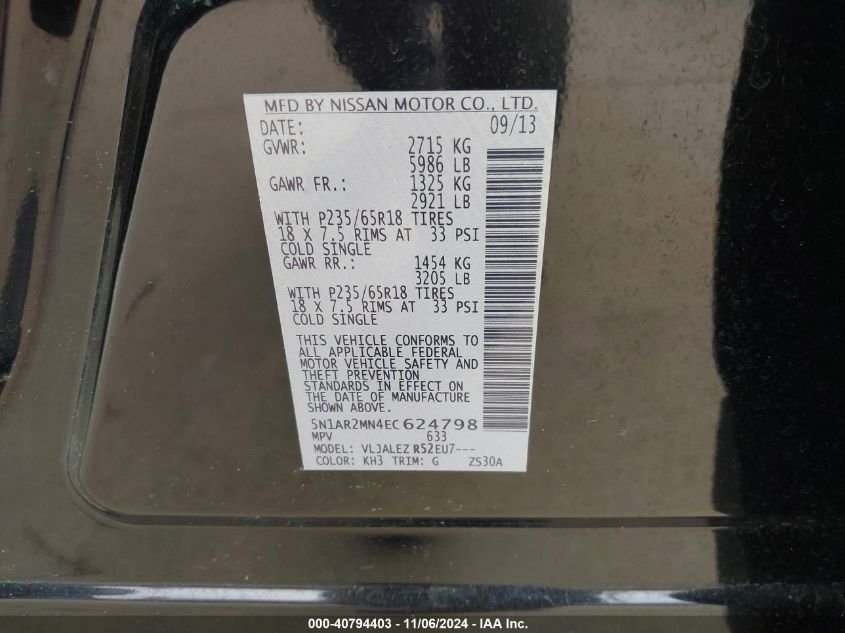 MFD BY NISSAN MOTOR CO., LTD.
DATE: 09/13
GVWR: 2715 KG
5986 LB
GAWR FR.: 1325 KG
2921 LB
WITH P235/65R18 TIRES
18 X 7.5 RIMS AT 33 PSI
COLD SINGLE
GAWR RR.: 1454 KG
3205 LB
WITH P235/65R18 TIRES
18 X 7.5 RIMS AT 33 PSI
COLD SINGLE
THIS VEHICLE CONFORMS TO
ALL APPLICABLE FEDERAL
MOTOR VEHICLE SAFETY AND
THEFT PREVENTION
STANDARDS IN EFFECT ON
THE DATE OF MANUFACTURE
SHOWN ABOVE.
5N1AR2MN4EC624798
MPV 633
MODEL: VLJALEZ R52EU7---
COLOR: KH3 TRIM: G ZS30A
000-40794403 - 11/06/2024 - IAA Inc.